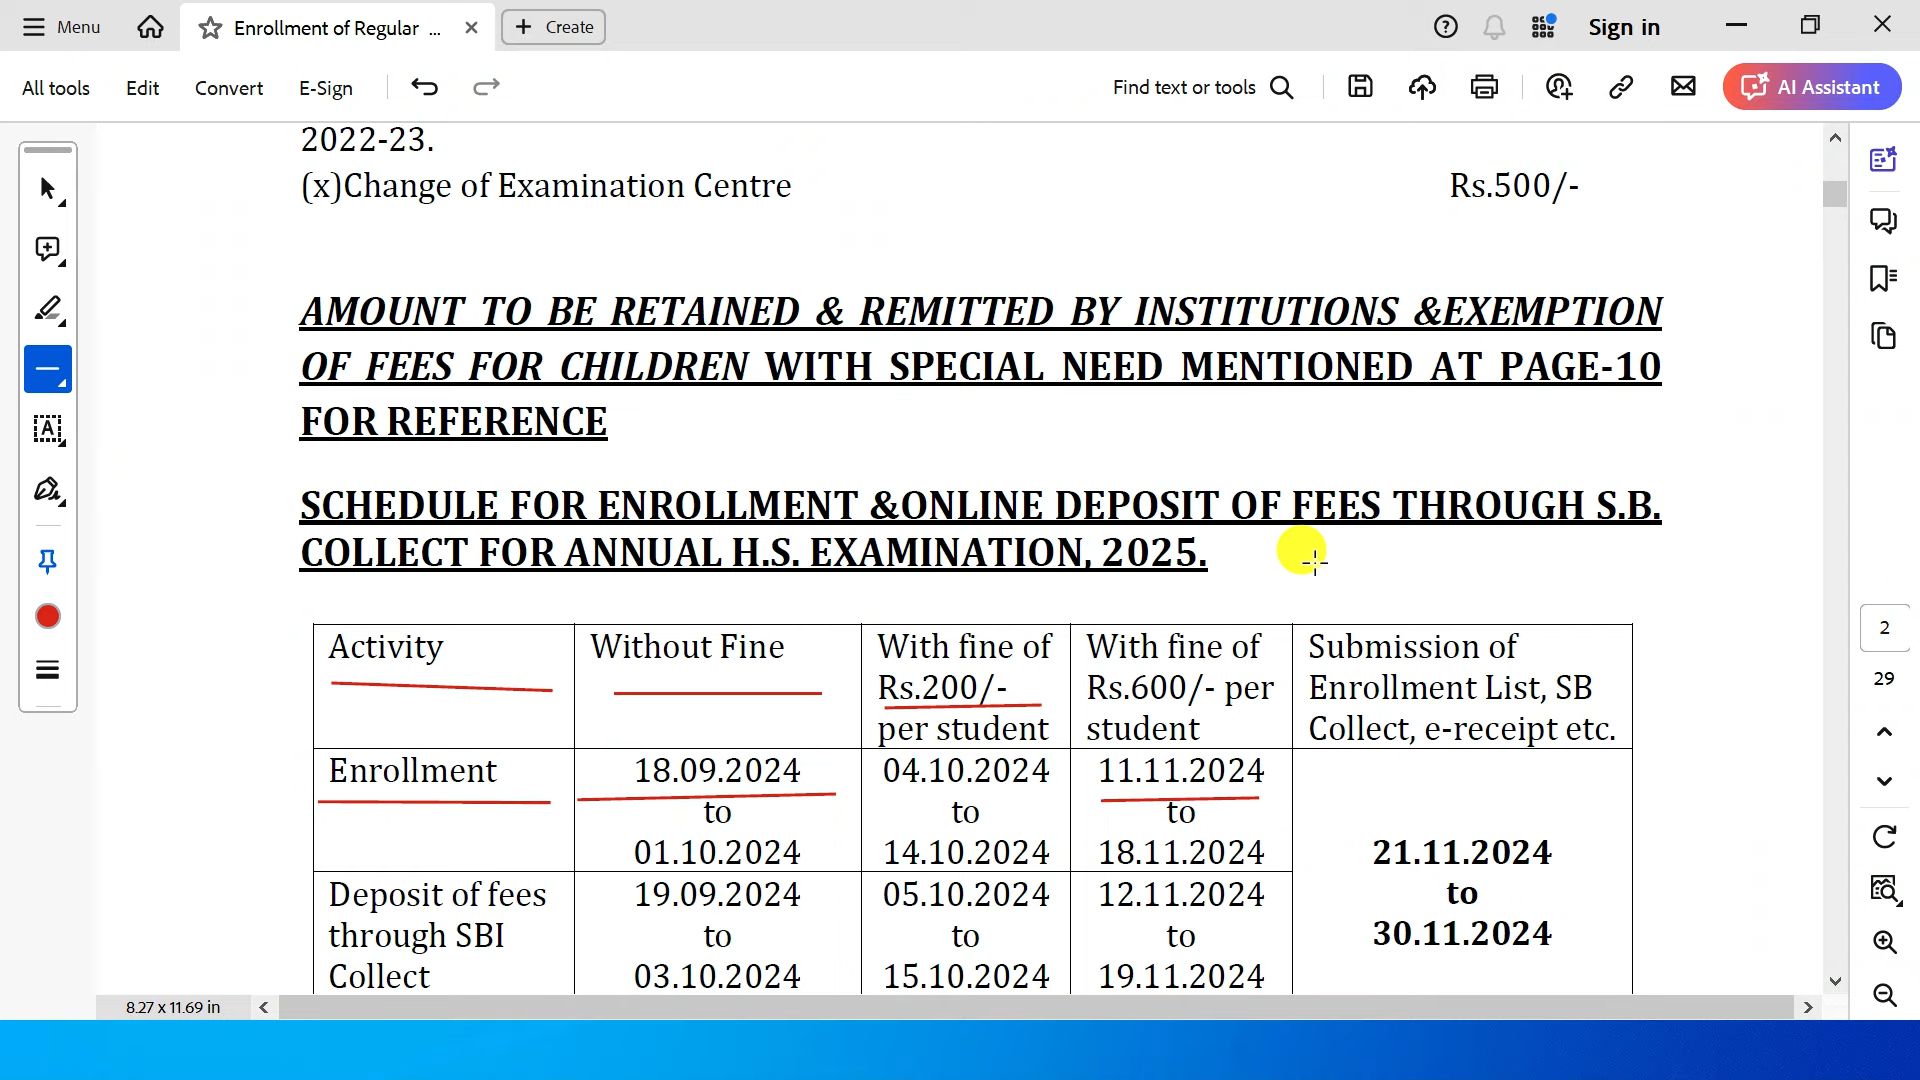 Menu
Enrollment of Regular ...
Create
Sign in
All tools
Edit
Convert
E-Sign
Find text or tools
AI Assistant
2022-23.
(x)Change of Examination Centre Rs.500/-
AMOUNT TO BE RETAINED & REMITTED BY INSTITUTIONS &EXEMPTION
OF FEES FOR CHILDREN WITH SPECIAL NEED MENTIONED AT PAGE-10
FOR REFERENCE
SCHEDULE FOR ENROLLMENT &ONLINE DEPOSIT OF FEES THROUGH S.B.
COLLECT FOR ANNUAL H.S. EXAMINATION, 2025.
Activity
Without Fine
With fine of
Rs.200/-
per student
With fine of
Rs.600/- per
student
Submission of
Enrollment List, SB
Collect, e-receipt etc.
Enrollment
18.09.2024
to
01.10.2024
04.10.2024
to
14.10.2024
11.11.2024
to
18.11.2024
21.11.2024
to
30.11.2024
Deposit of fees
through SBI
Collect
19.09.2024
to
03.10.2024
05.10.2024
to
15.10.2024
12.11.2024
to
19.11.2024
2
29
8.27 x 11.69 in